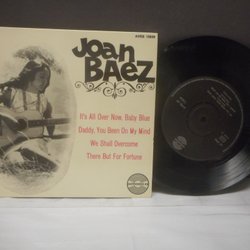 Joan
BAEZ
It's All Over Now, Baby Blue
Daddy, You Been On My Mind
We Shall Overcome
There But For Fortune